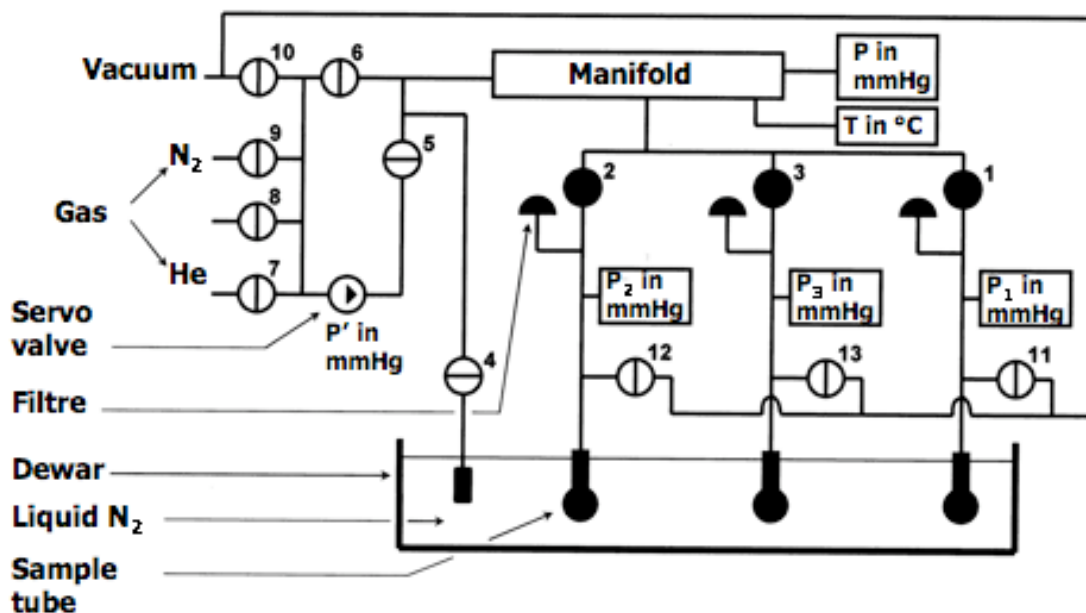 10
6
Vacuum
Manifold
P in
mmHg
T in °C
N2
9
5
2
3
1
Gas
8
He
7
P2 in
mmHg
P3 in
mmHg
P1 in
mmHg
Servo
valve
P' in
mmHg
4
12
13
11
Filtre
Dewar
Liquid N2
Sample
tube